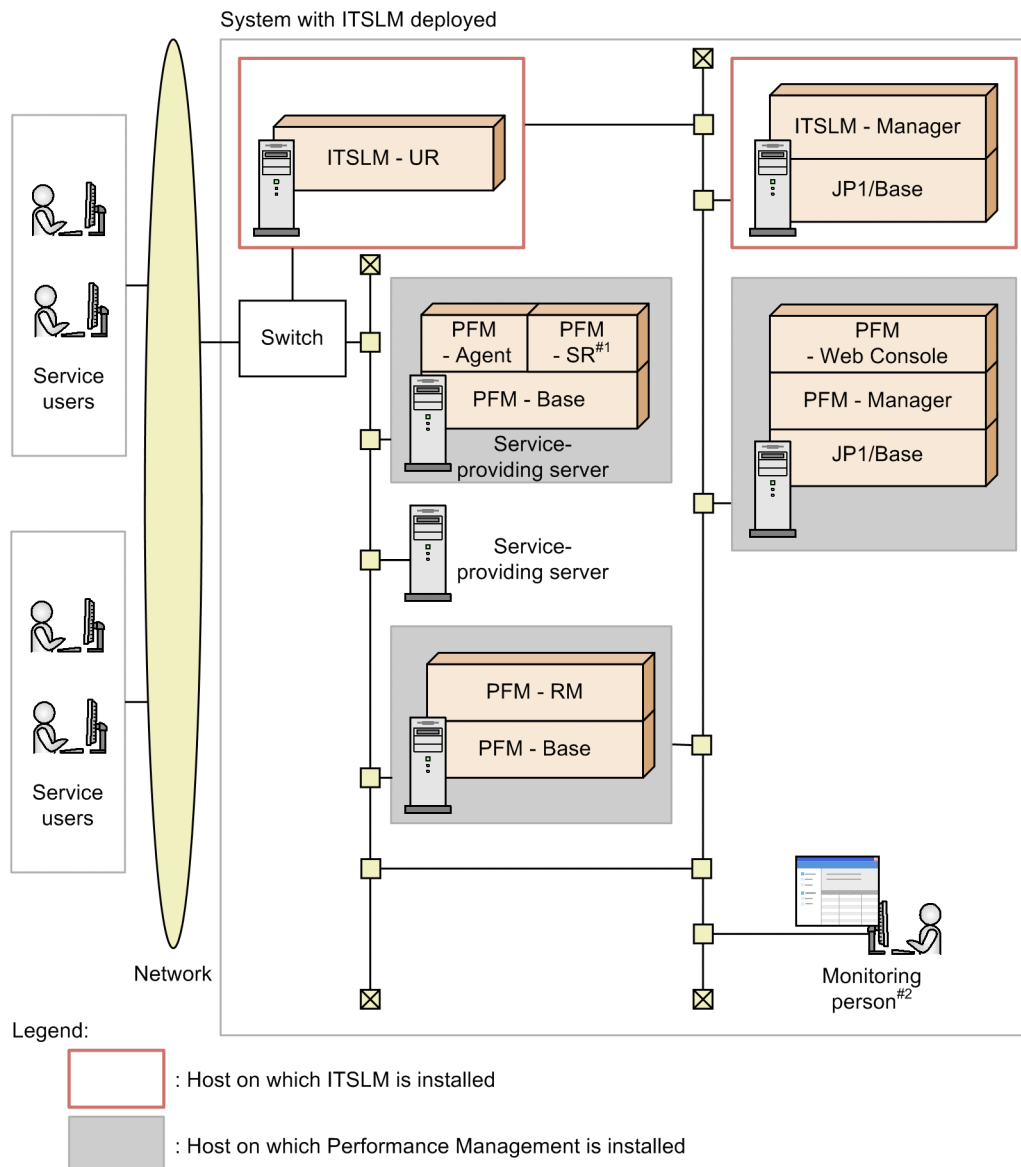 System with ITSLM deployed
ITSLM - UR
ITSLM - Manager
JP1/Base
Service
users
Switch
PFM
- Agent
PFM
- SR#1
PFM - Base
Service-
providing server
PFM
- Web Console
PFM - Manager
JP1/Base
Service-
providing server
Service
users
PFM - RM
PFM - Base
Network
Monitoring
person#2
Legend:
: Host on which ITSLM is installed
: Host on which Performance Management is installed